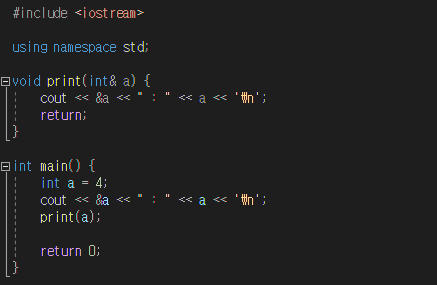 #include <iostream>
using namespace std;
void print(int& a) {
cout << &a << " : " << a << '₩n';
return;
}
int main() {
int a = 4;
cout << &a << " : " << a << '₩n';
print(a);
return 0;
}